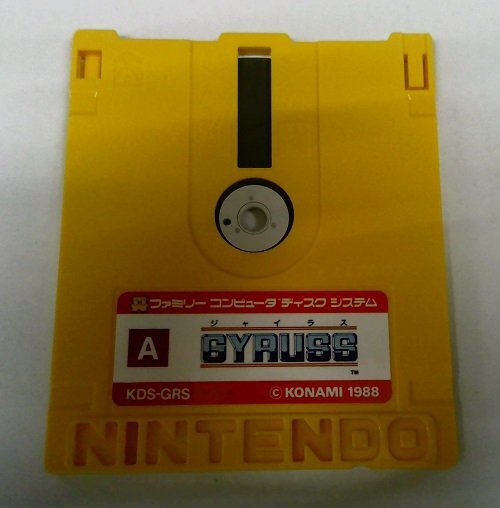 ファミリー コンピュータ ディスク システム
A
ジャイラス
GYRUSS
TM
KDS-GRS
© KONAMI 1988
NINTENDO